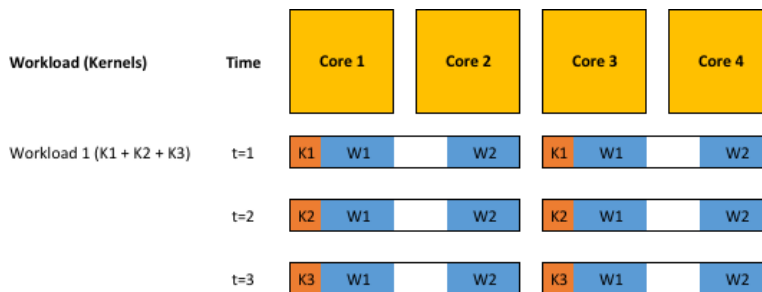 Workload (Kernels) Time Core 1 Core 2 Core 3 Core 4
Workload 1 (K1 + K2 + K3) t=1 K1 W1 W2 K1 W1 W2
t=2 K2 W1 W2 K2 W1 W2
t=3 K3 W1 W2 K3 W1 W2